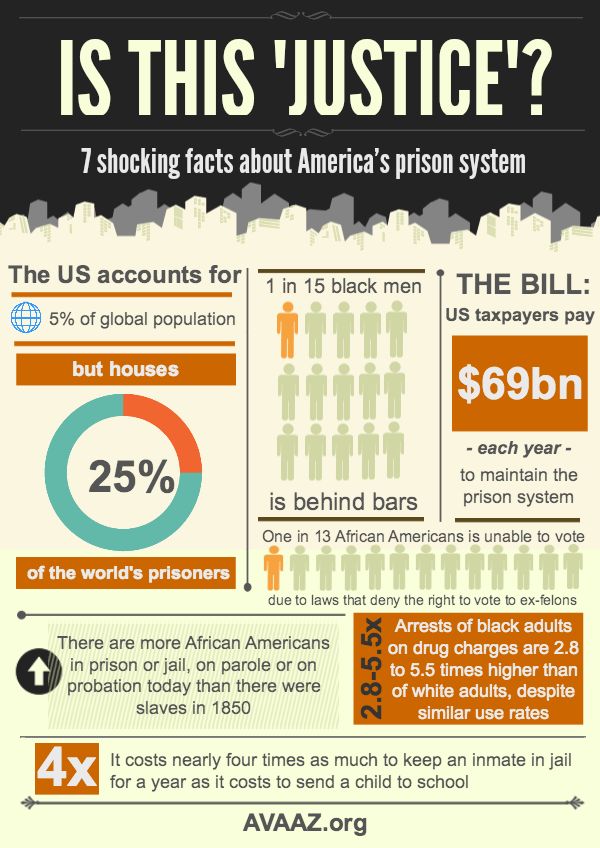 IS THIS 'JUSTICE'?
7 shocking facts about America's prison system
The US accounts for
5% of global population
but houses
25%
of the world's prisoners
1 in 15 black men
is behind bars
THE BILL:
US taxpayers pay
$69bn
- each year -
to maintain the
prison system
One in 13 African Americans is unable to vote
due to laws that deny the right to vote to ex-felons
There are more African Americans
in prison or jail, on parole or on
probation today than there were
slaves in 1850
2.8-5.5x
Arrests of black adults
on drug charges are 2.8
to 5.5 times higher than
of white adults, despite
similar use rates
4x
It costs nearly four times as much to keep an inmate in jail
for a year as it costs to send a child to school
AVAAZ.org